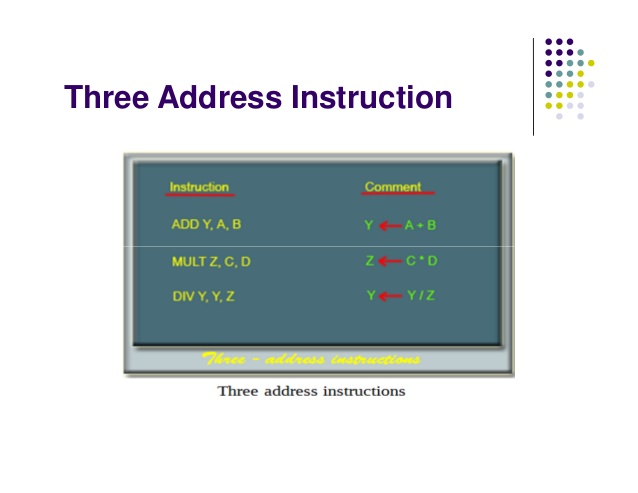 Three Address Instruction
Instruction Comment
ADD Y, A, B Y ← A + B
MULT Z, C, D Z ← C * D
DIV Y, Y, Z Y ← Y / Z
Three - address instructions
Three address instructions